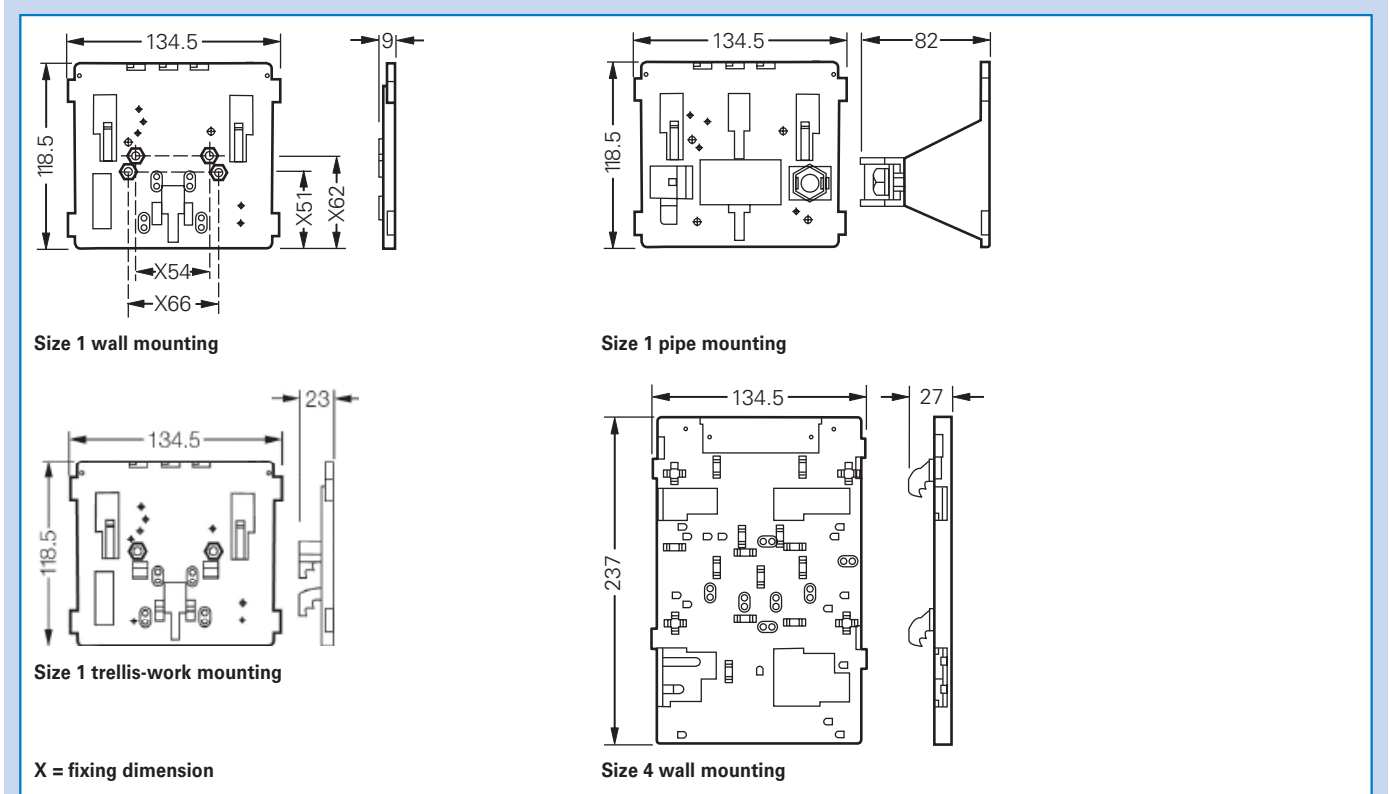 134.5
9
118.5
X51
X62
X54
X66
Size 1 wall mounting
134.5
82
118.5
Size 1 pipe mounting
23
134.5
118.5
Size 1 trellis-work mounting
134.5
27
237
Size 4 wall mounting
X = fixing dimension